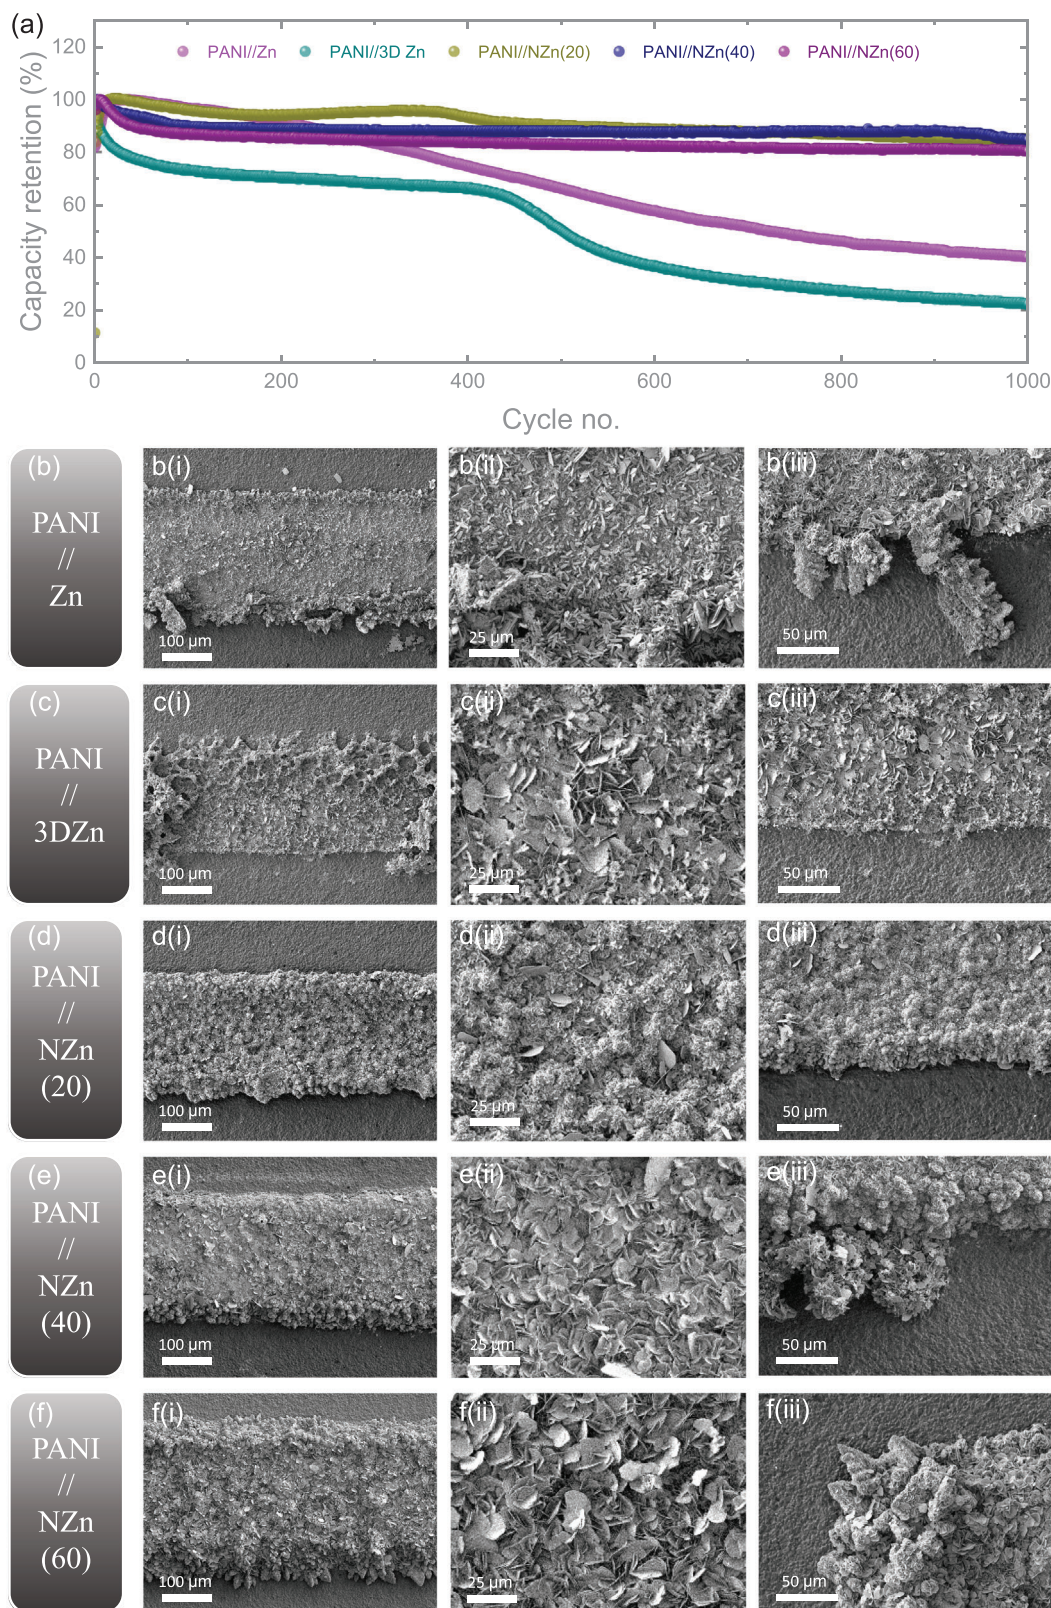 (a)
Capacity retention (%)
120
100
80
60
40
20
0
PANI//Zn
PANI//3D Zn
PANI//NZn(20)
PANI//NZn(40)
PANI//NZn(60)
0
200
400
600
800
1000
Cycle no.
(b)
PANI
//
Zn
b(i)
100 µm
b(ii)
25 µm
b(iii)
50 µm
(c)
PANI
//
3DZn
c(i)
100 µm
c(ii)
25 µm
c(iii)
50 µm
(d)
PANI
//
NZn
(20)
d(i)
100 µm
d(ii)
25 µm
d(iii)
50 µm
(e)
PANI
//
NZn
(40)
e(i)
100 µm
e(ii)
25 µm
e(iii)
50 µm
(f)
PANI
//
NZn
(60)
f(i)
100 µm
f(ii)
25 µm
f(iii)
50 µm